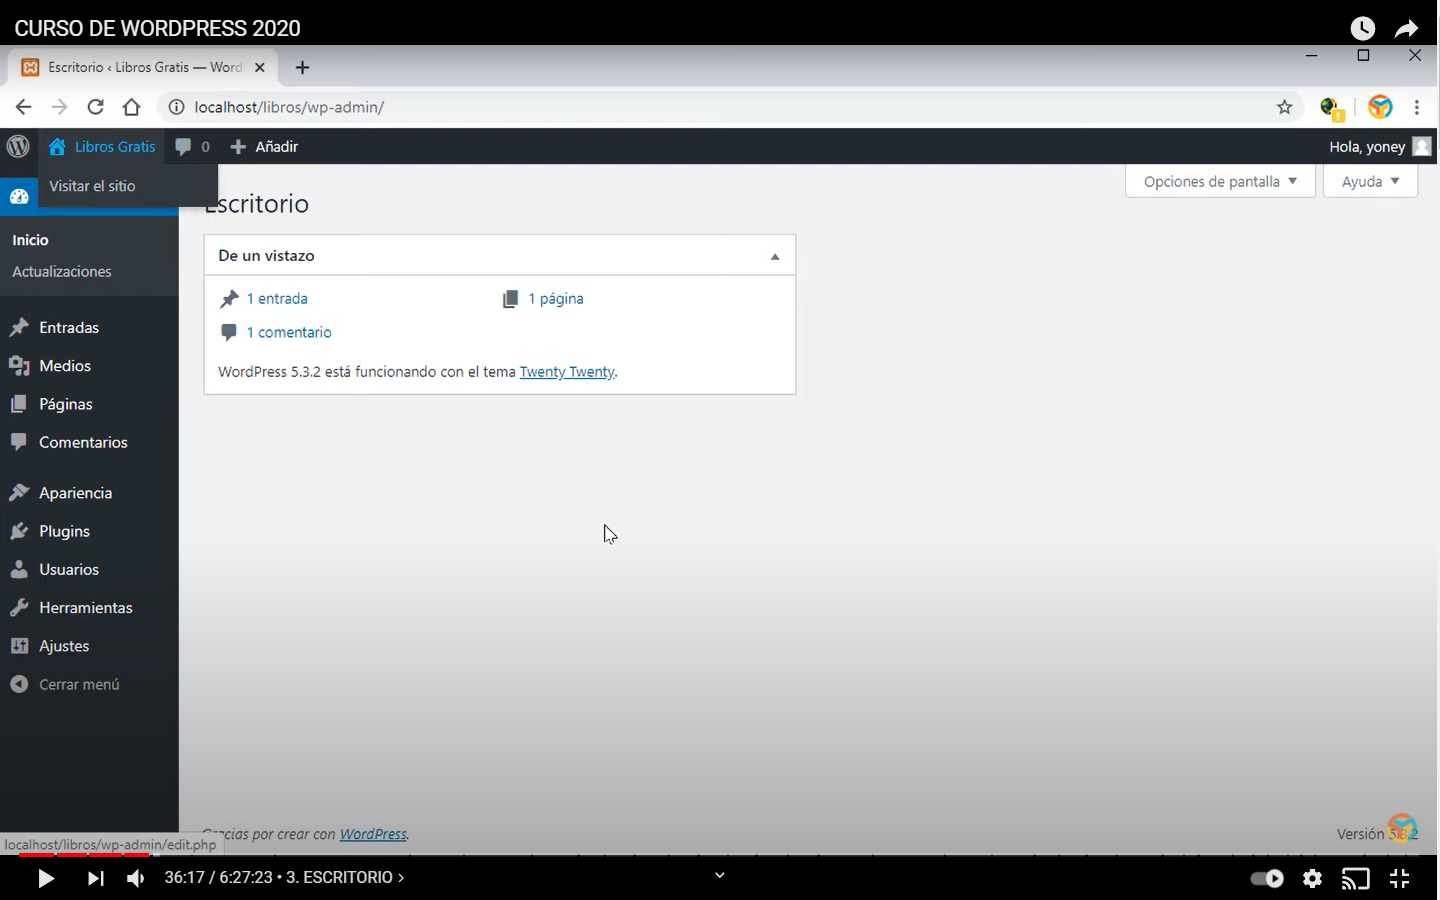 CURSO DE WORDPRESS 2020
Escritorio ‹ Libros Gratis — Word
localhost/libros/wp-admin/
Libros Gratis 0 Añadir Hola, yoney
Visitar el sitio
Opciones de pantalla Ayuda
Escritorio
Inicio
Actualizaciones
Entradas
Medios
Páginas
Comentarios
Apariencia
Plugins
Usuarios
Herramientas
Ajustes
Cerrar menú
De un vistazo
1 entrada 1 página
1 comentario
WordPress 5.3.2 está funcionando con el tema Twenty Twenty.
Gracias por crear con WordPress.
Versión 5.3.2
localhost/libros/wp-admin/edit.php
36:17 / 6:27:23 • 3. ESCRITORIO ›